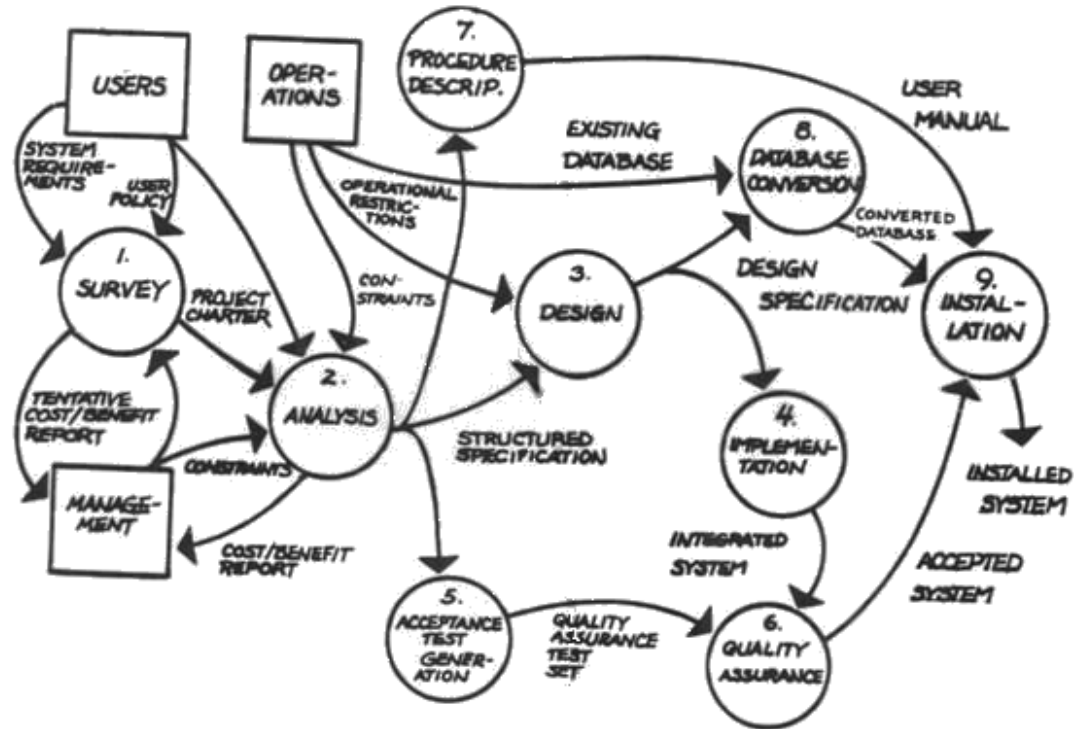 USERS
OPER-
ATIONS
7.
PROCEDURE
DESCRIP.
USER
MANUAL
EXISTING
DATABASE
8.
DATABASE
CONVERSION
SYSTEM
REQUIRE-
MENTS
USER
POLICY
OPERATIONAL
RESTRIC-
TIONS
CONVERTED
DATABASE
1.
SURVEY
PROJECT
CHARTER
CON-
STRAINTS
3.
DESIGN
DESIGN
SPECIFICATION
9.
INSTAL-
LATION
2.
ANALYSIS
TENTATIVE
COST/BENEFIT
REPORT
CONSTRAINTS
STRUCTURED
SPECIFICATION
4.
IMPLEMEN-
TATION
INSTALLED
SYSTEM
MANAGE-
MENT
COST/BENEFIT
REPORT
INTEGRATED
SYSTEM
ACCEPTED
SYSTEM
5.
ACCEPTANCE
TEST
GENER-
ATION
QUALITY
ASSURANCE
TEST
SET
6.
QUALITY
ASSURANCE